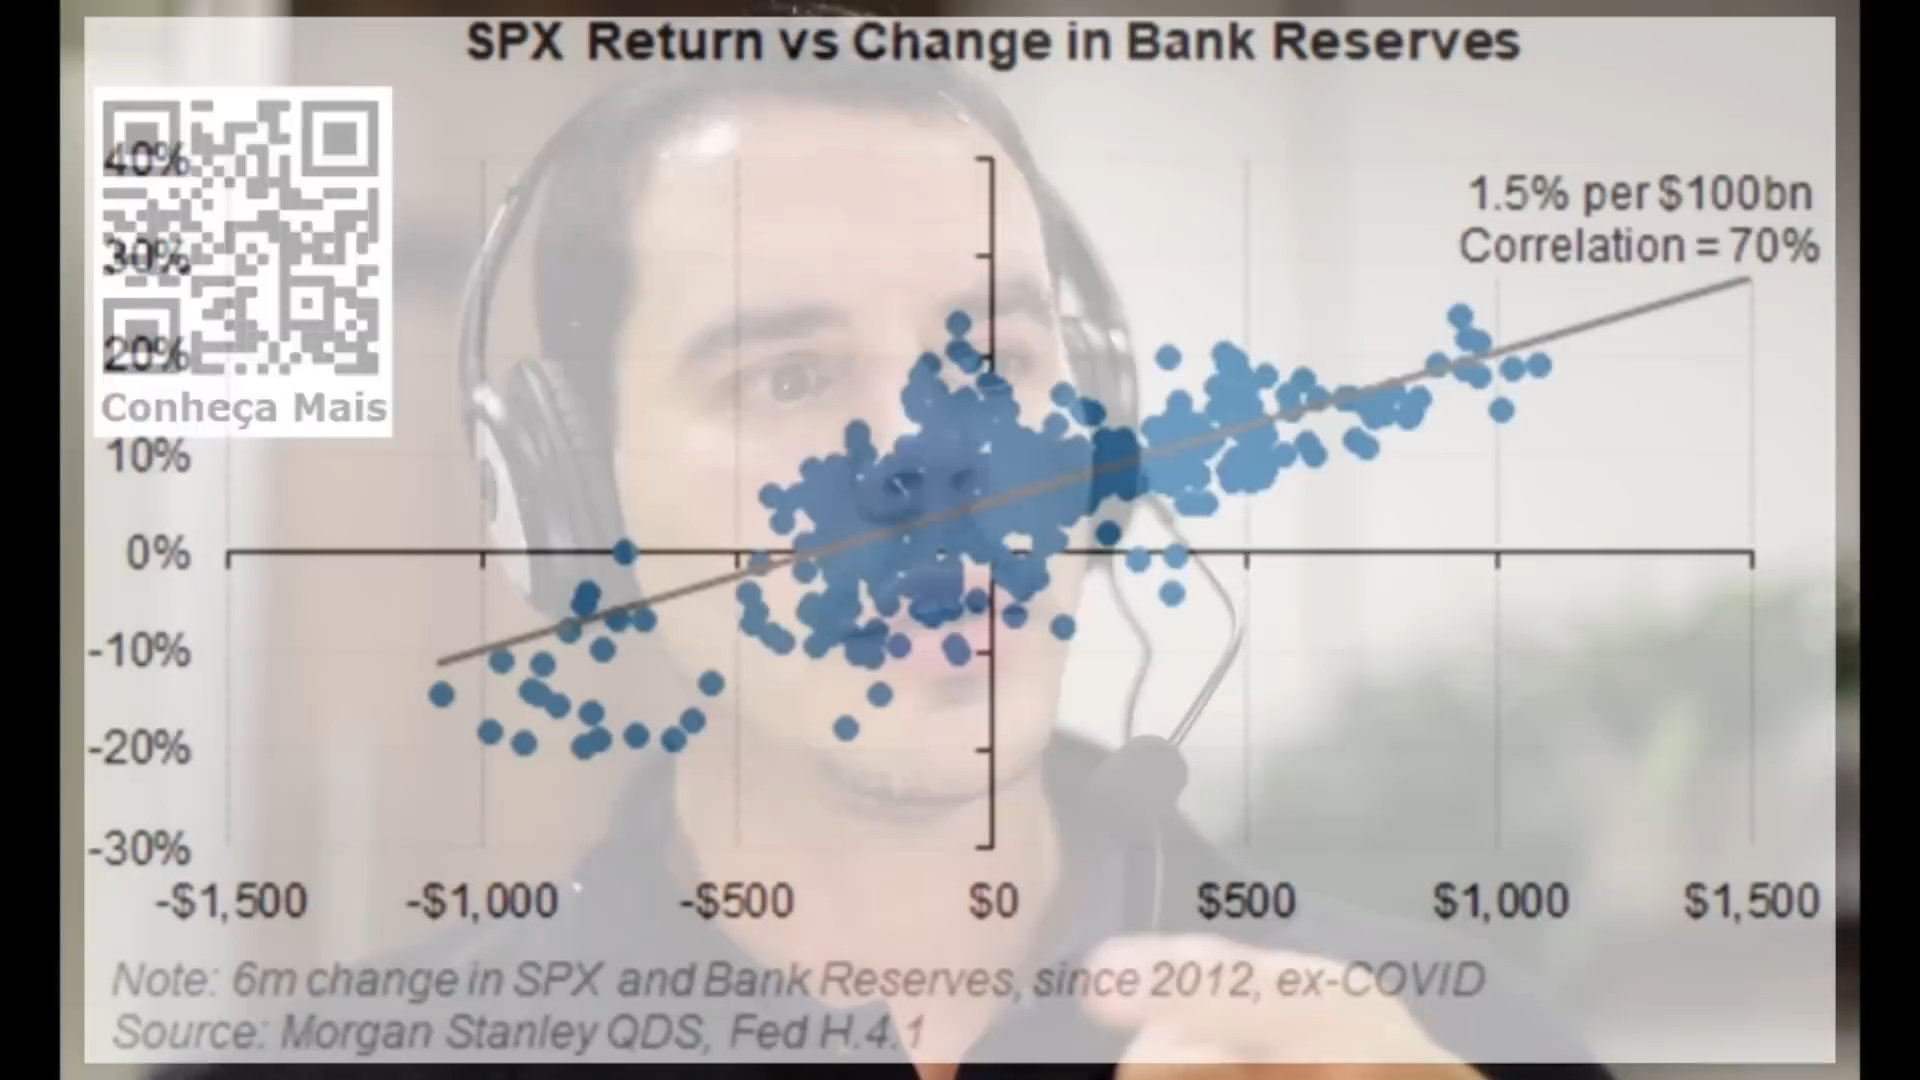 SPX Return vs Change in Bank Reserves
40%
30%
20%
Conheça Mais
10%
0%
-10%
-20%
-30%
1.5% per $100bn
Correlation = 70%
-$1,500 -$1,000 -$500 $0 $500 $1,000 $1,500
Note: 6m change in SPX and Bank Reserves, since 2012, ex-COVID
Source: Morgan Stanley QDS, Fed H.4.1